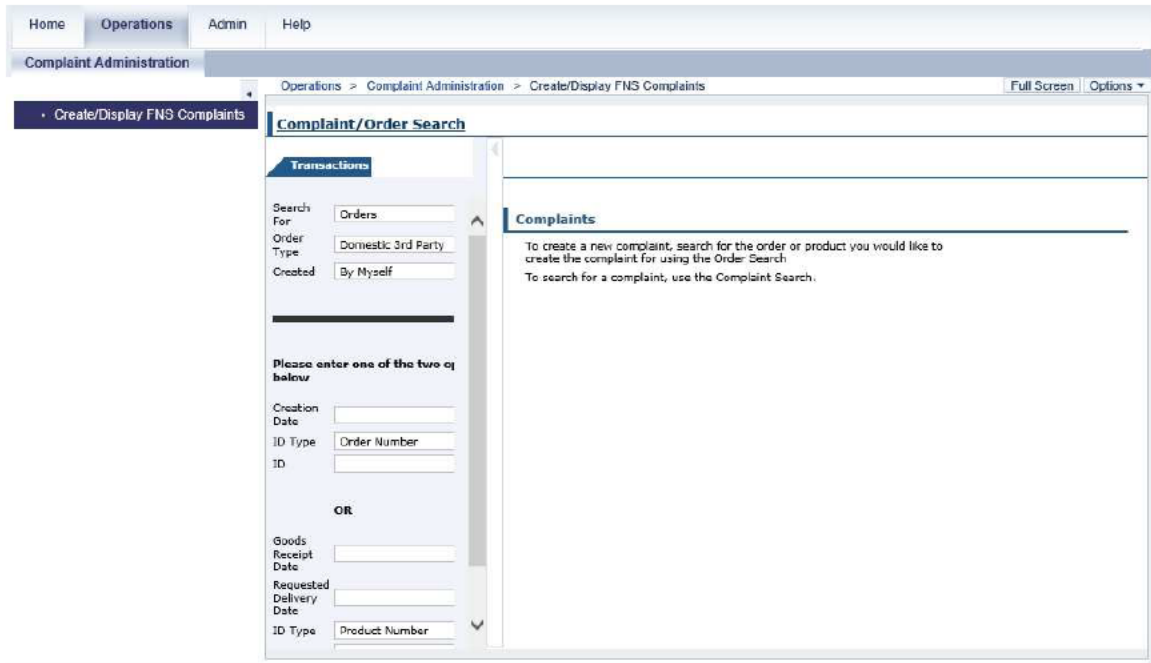 Home Operations Admin Help
Complaint Administration
Operations > Complaint Administration > Create/Display FNS Complaints Full Screen Options
• Create/Display FNS Complaints
Complaint/Order Search
Transactions
Search
For
Orders
Order
Type
Domestic 3rd Party
Created By Myself
Please enter one of the two op
below
Creation
Date
ID Type Order Number
ID
OR
Goods
Receipt
Date
Requested
Delivery
Date
ID Type Product Number
Complaints
To create a new complaint, search for the order or product you would like to
create the complaint for using the Order Search
To search for a complaint, use the Complaint Search.